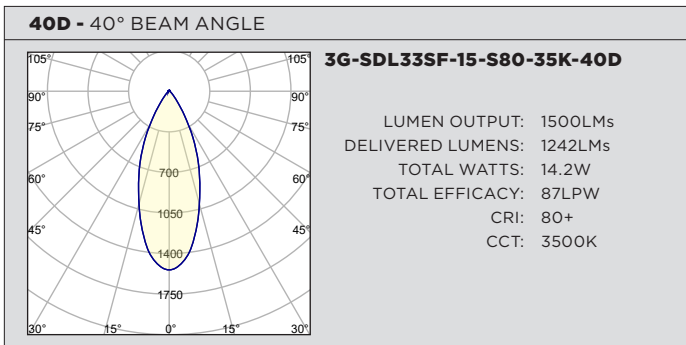 40D - 40° BEAM ANGLE
3G-SDL33SF-15-S80-35K-40D
105° 105°
90° 90°
75° 75°
60° 60°
45° 45°
700
1050
1400
1750
30° 15° 0° 15° 30°
LUMEN OUTPUT: 1500LMs
DELIVERED LUMENS: 1242LMs
TOTAL WATTS: 14.2W
TOTAL EFFICACY: 87LPW
CRI: 80+
CCT: 3500K